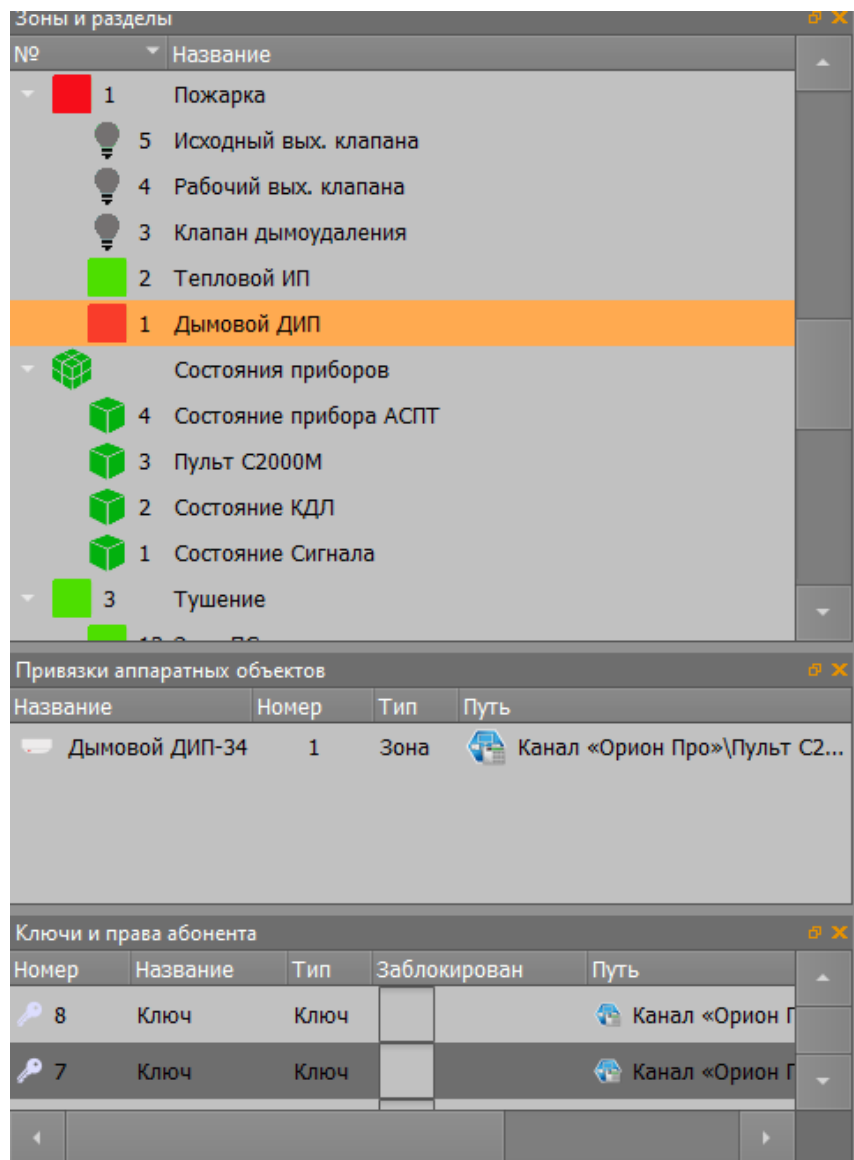 Зоны и разделы
№ Название
1 Пожарка
5 Исходный вых. клапана
4 Рабочий вых. клапана
3 Клапан дымоудаления
2 Тепловой ИП
1 Дымовой ДИП
Состояния приборов
4 Состояние прибора АСПТ
3 Пульт С2000М
2 Состояние КДЛ
1 Состояние Сигнала
3 Тушение
Привязки аппаратных объектов
Название Номер Тип Путь
Дымовой ДИП-34 1 Зона Канал «Орион Про»\Пульт С2...
Ключи и права абонента
Номер Название Тип Заблокирован Путь
8 Ключ Ключ Канал «Орион П
7 Ключ Ключ Канал «Орион П